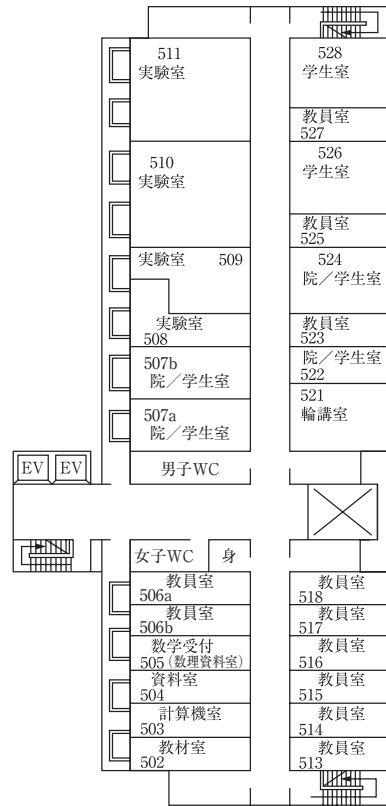 511
実験室
528
学生室
教員室
527
510
実験室
526
学生室
教員室
525
実験室 509
524
院／学生室
実験室
508
教員室
523
507b
院／学生室
院／学生室
522
507a
院／学生室
521
輪講室
EV EV
男子WC
女子WC 身
教員室
506a
教員室
518
教員室
506b
教員室
517
数学受付
505（数理資料室）
教員室
516
資料室
504
教員室
515
計算機室
503
教員室
514
教材室
502
教員室
513